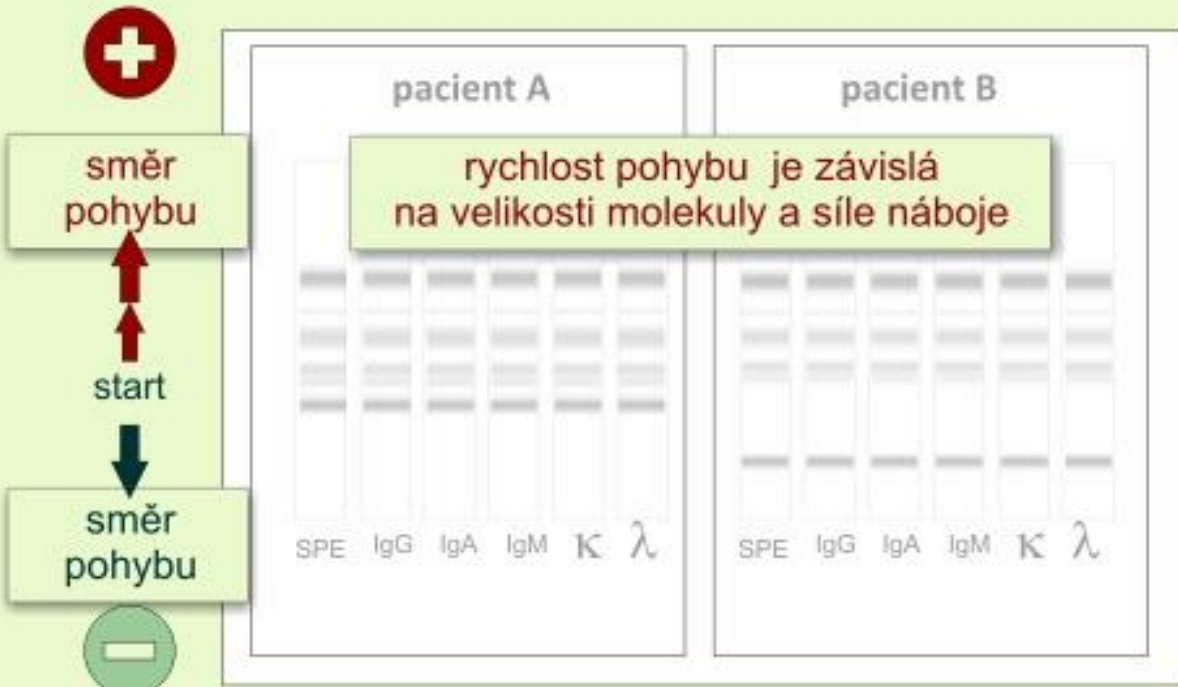 pacient A
pacient B
směr
pohybu
rychlost pohybu je závislá
na velikosti molekuly a síle náboje
start
směr
pohybu
SPE IgG IgA IgM κ λ
SPE IgG IgA IgM κ λ